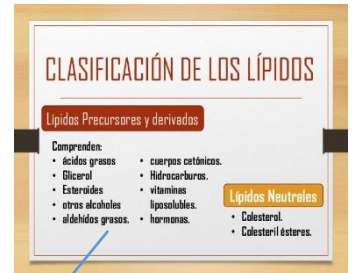 CLASIFICACIÓN DE LOS LÍPIDOS
Lípidos Precursores y derivados
Comprenden:
• ácidos grasos
• Glicerol
• Esteroides
• otros alcoholes
• aldehídos grasos.
• cuerpos cetónicos.
• Hidrocarburos.
• vitaminas
liposolubles.
• hormonas.
Lípidos Neutrales
• Colesterol.
• Colesteril ésteres.